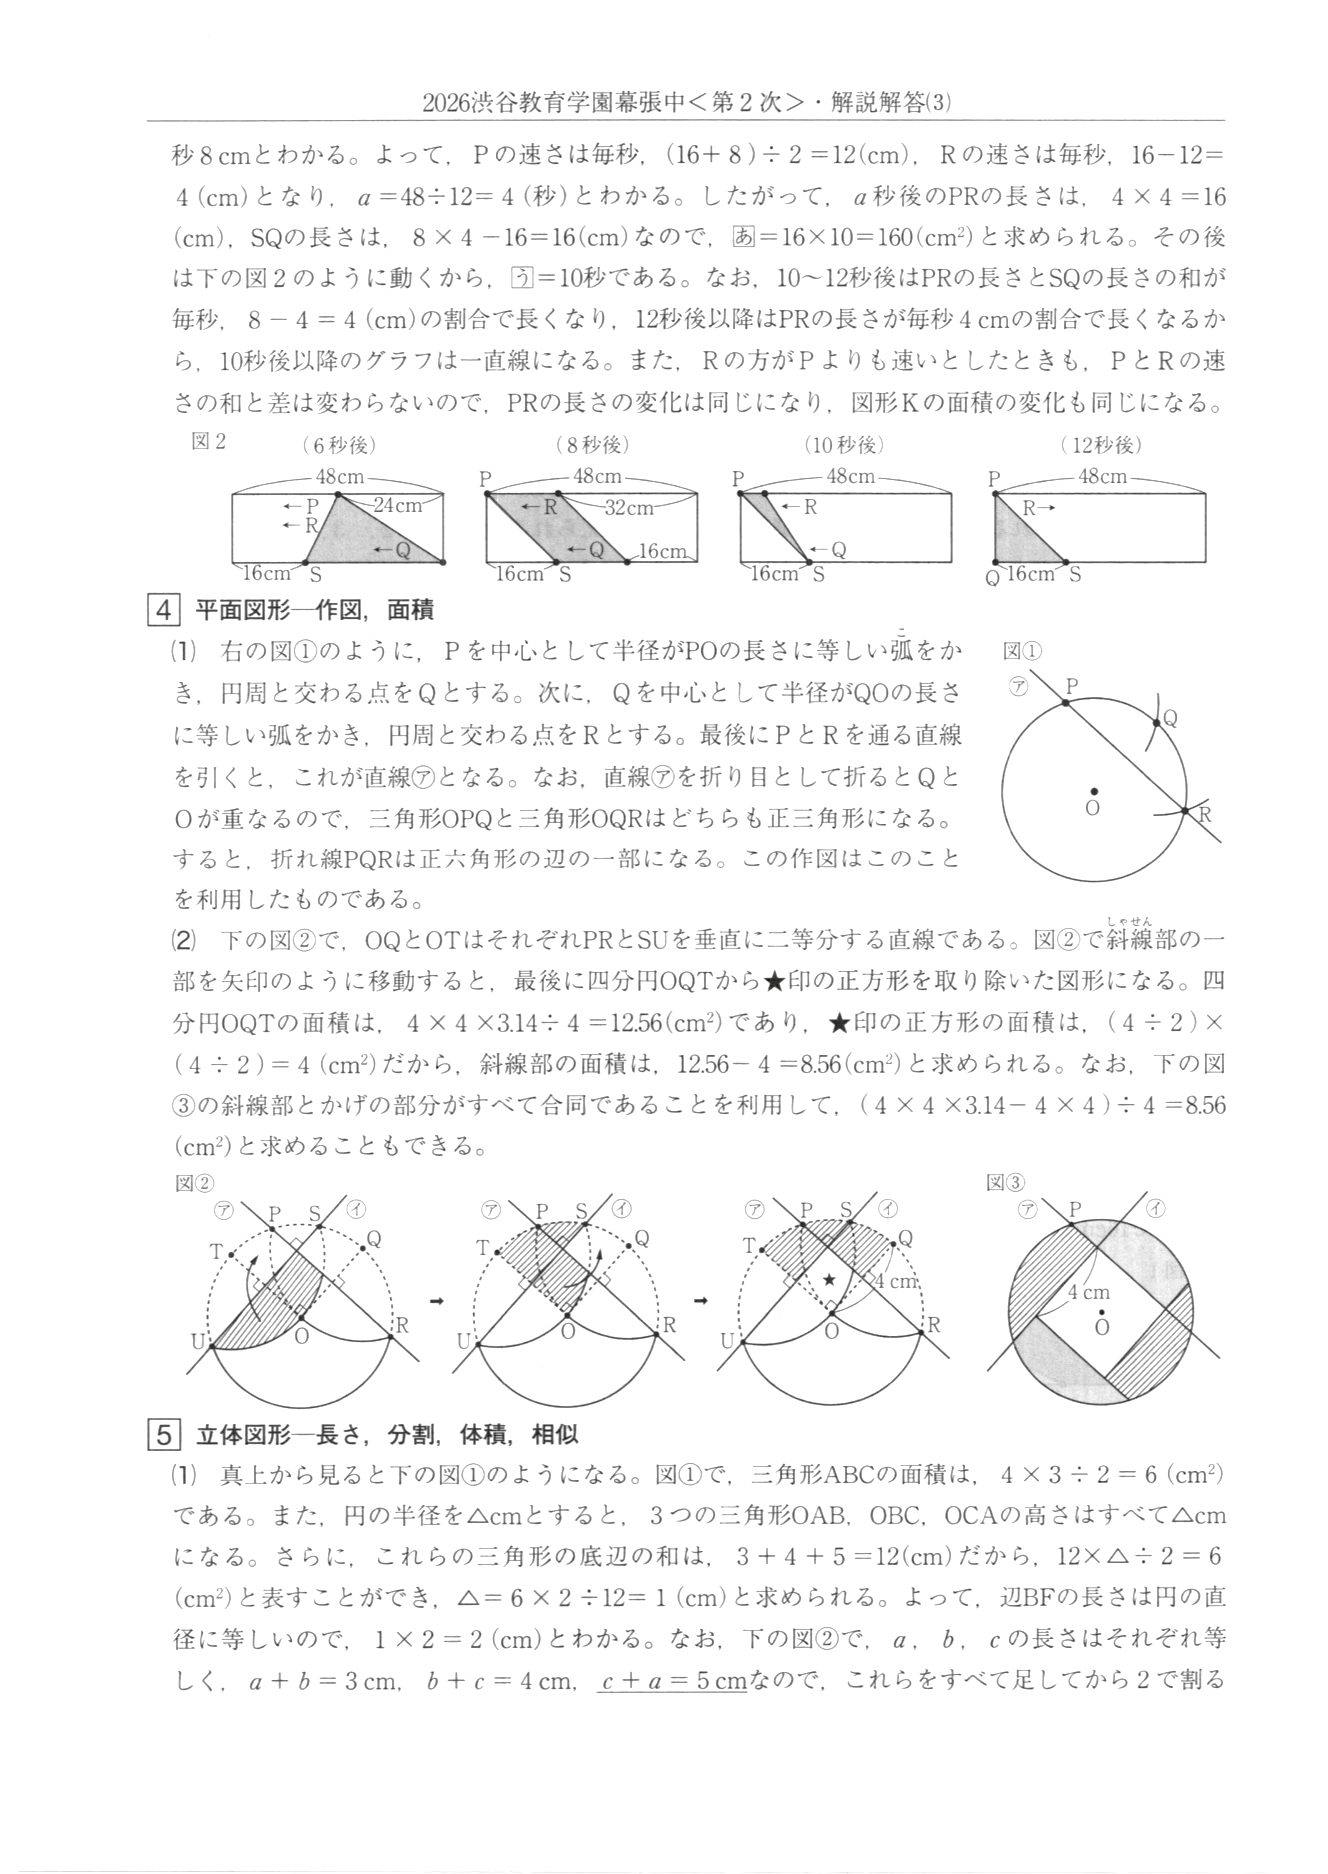 2026渋谷教育学園幕張中＜第２次＞・解説解答(3)
秒８cmとわかる。よって，Ｐの速さは毎秒，(16＋８)÷２＝12(cm)，Ｒの速さは毎秒，16－12＝
４(cm)となり，a＝48÷12＝４(秒)とわかる。したがって，a秒後のPRの長さは，４×４＝16
(cm)，SQの長さは，８×４－16＝16(cm)なので，あ＝16×10＝160(cm²)と求められる。その後
は下の図２のように動くから，う＝10秒である。なお，10～12秒後はPRの長さとSQの長さの和が
毎秒，８－４＝４(cm)の割合で長くなり，12秒後以降はPRの長さが毎秒４cmの割合で長くなるか
ら，10秒後以降のグラフは一直線になる。また，Ｒの方がＰよりも速いとしたときも，ＰとＲの速
さの和と差は変わらないので，PRの長さの変化は同じになり，図形Ｋの面積の変化も同じになる。
図２
(６秒後) (８秒後) (10秒後) (12秒後)
48cm P 48cm P 48cm P 48cm
←P 24cm ←R 32cm ←R R→
←R
←Q ←Q 16cm ←Q
16cm S 16cm S 16cm S Q 16cm S
4 平面図形―作図，面積
(1) 右の図①のように，Ｐを中心として半径がPOの長さに等しい弧をか
こ
き，円周と交わる点をＱとする。次に，Ｑを中心として半径がQOの長さ
に等しい弧をかき，円周と交わる点をＲとする。最後にＰとＲを通る直線
を引くと，これが直線㋐となる。なお，直線㋐を折り目として折るとＱと
Ｏが重なるので，三角形OPQと三角形OQRはどちらも正三角形になる。
すると，折れ線PQRは正六角形の辺の一部になる。この作図はこのこと
を利用したものである。
図①
㋐ P
Q
O R
(2) 下の図②で，OQとOTはそれぞれPRとSUを垂直に二等分する直線である。図②で斜線部の一
しゃせん
部を矢印のように移動すると，最後に四分円OQTから★印の正方形を取り除いた図形になる。四
分円OQTの面積は，４×４×3.14÷４＝12.56(cm²)であり，★印の正方形の面積は，(４÷２)×
(４÷２)＝４(cm²)だから，斜線部の面積は，12.56－４＝8.56(cm²)と求められる。なお，下の図
③の斜線部とかげの部分がすべて合同であることを利用して，(４×４×3.14－４×４)÷４＝8.56
(cm²)と求めることもできる。
図② 図③
㋐ P S ㋑ ㋐ P S ㋑ ㋐ P S ㋑ ㋐ P ㋑
T Q T Q T Q
➡ ➡ ★ 4cm 4cm
U O R U O R U O R O
5 立体図形―長さ，分割，体積，相似
(1) 真上から見ると下の図①のようになる。図①で，三角形ABCの面積は，４×３÷２＝６(cm²)
である。また，円の半径を△cmとすると，３つの三角形OAB，OBC，OCAの高さはすべて△cm
になる。さらに，これらの三角形の底辺の和は，３＋４＋５＝12(cm)だから，12×△÷２＝６
(cm²)と表すことができ，△＝６×２÷12＝１(cm)と求められる。よって，辺BFの長さは円の直
径に等しいので，１×２＝２(cm)とわかる。なお，下の図②で，a，b，cの長さはそれぞれ等
しく，a＋b＝３cm，b＋c＝４cm，c＋a＝５cmなので，これらをすべて足してから２で割る